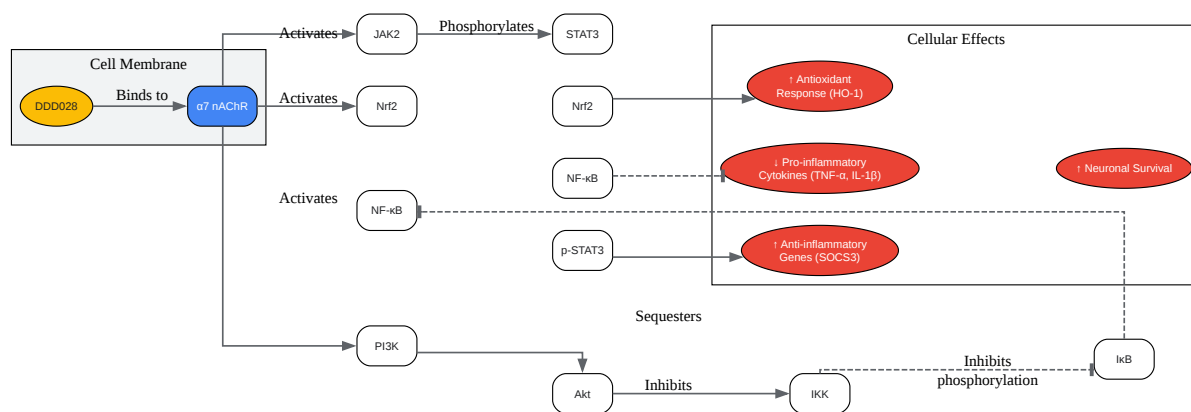 Activates
JAK2
Phosphorylates
STAT3
Cellular Effects
Cell Membrane
DDD028
Binds to
α7 nAChR
Activates
Nrf2
Nrf2
↑ Antioxidant
Response (HO-1)
NF-κB
↓ Pro-inflammatory
Cytokines (TNF-α, IL-1β)
↑ Neuronal Survival
Activates
NF-κB
p-STAT3
↑ Anti-inflammatory
Genes (SOCS3)
Sequesters
PI3K
Akt
Inhibits
IKK
Inhibits
phosphorylation
IκB